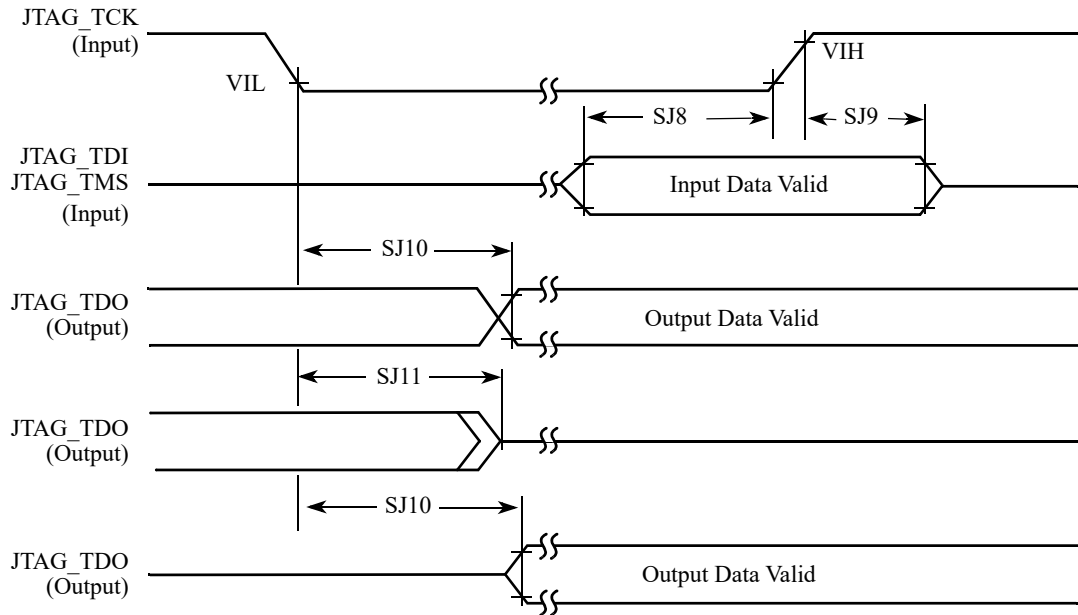 JTAG_TCK
(Input)
VIL
VIH
SJ8
SJ9
JTAG_TDI
JTAG_TMS
(Input)
Input Data Valid
SJ10
JTAG_TDO
(Output)
Output Data Valid
SJ11
JTAG_TDO
(Output)
SJ10
JTAG_TDO
(Output)
Output Data Valid